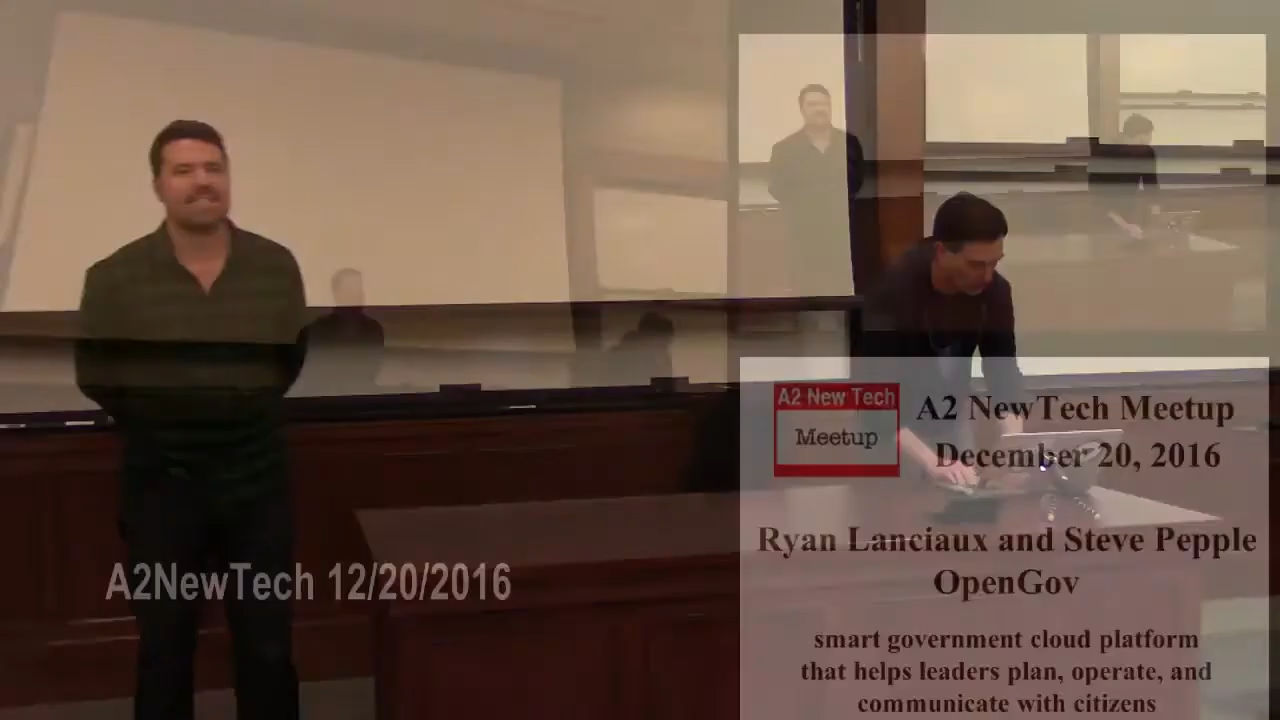 A2 New Tech
Meetup
A2 NewTech Meetup
December 20, 2016
Ryan Lanciaux and Steve Pepple
OpenGov
smart government cloud platform
that helps leaders plan, operate, and
communicate with citizens
A2NewTech 12/20/2016